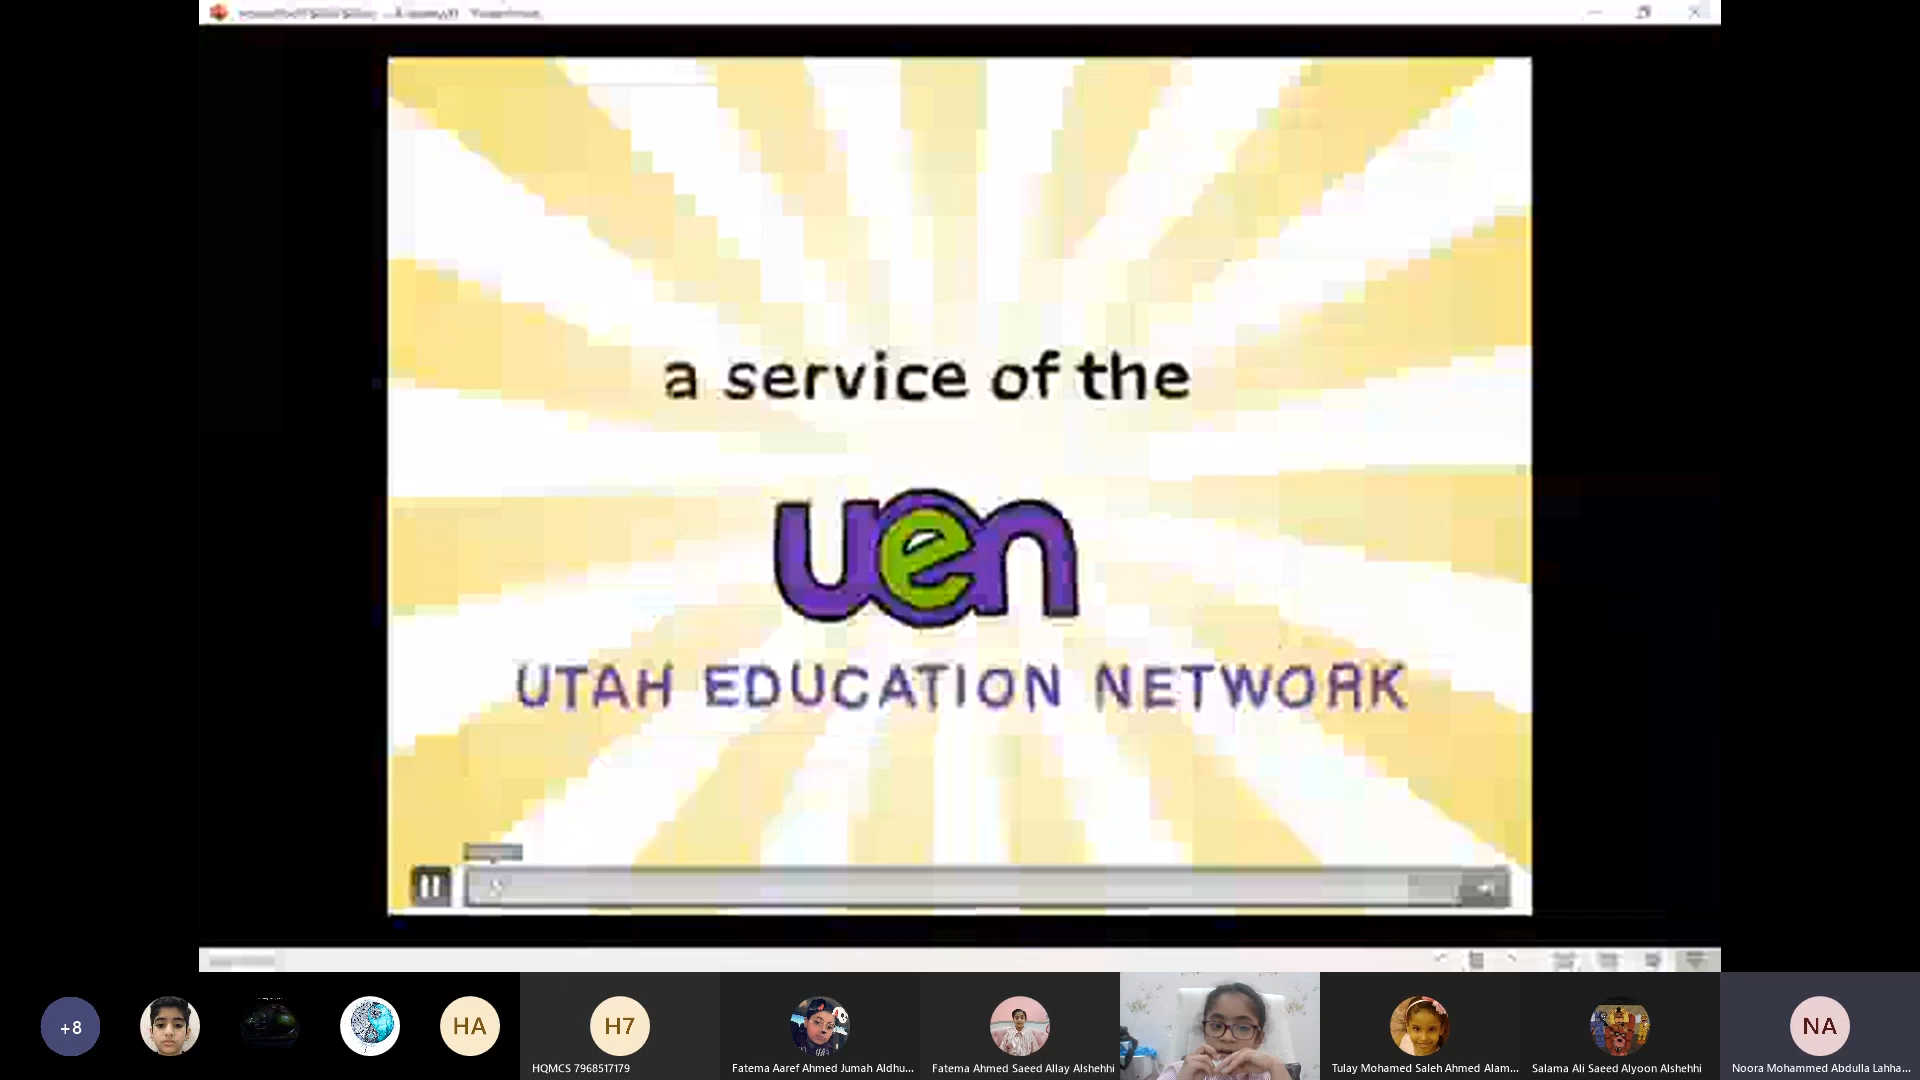 a service of the
uen
UTAH EDUCATION NETWORK
+8
HA
H7
NA
HQMCS 7968517179
Fatema Aaref Ahmed Jumah Aldhu...
Fatema Ahmed Saeed Allay Alshehhi
Tulay Mohamed Saleh Ahmed Alam...
Salama Ali Saeed Alyoon Alshehhi
Noora Mohammed Abdulla Lahha...